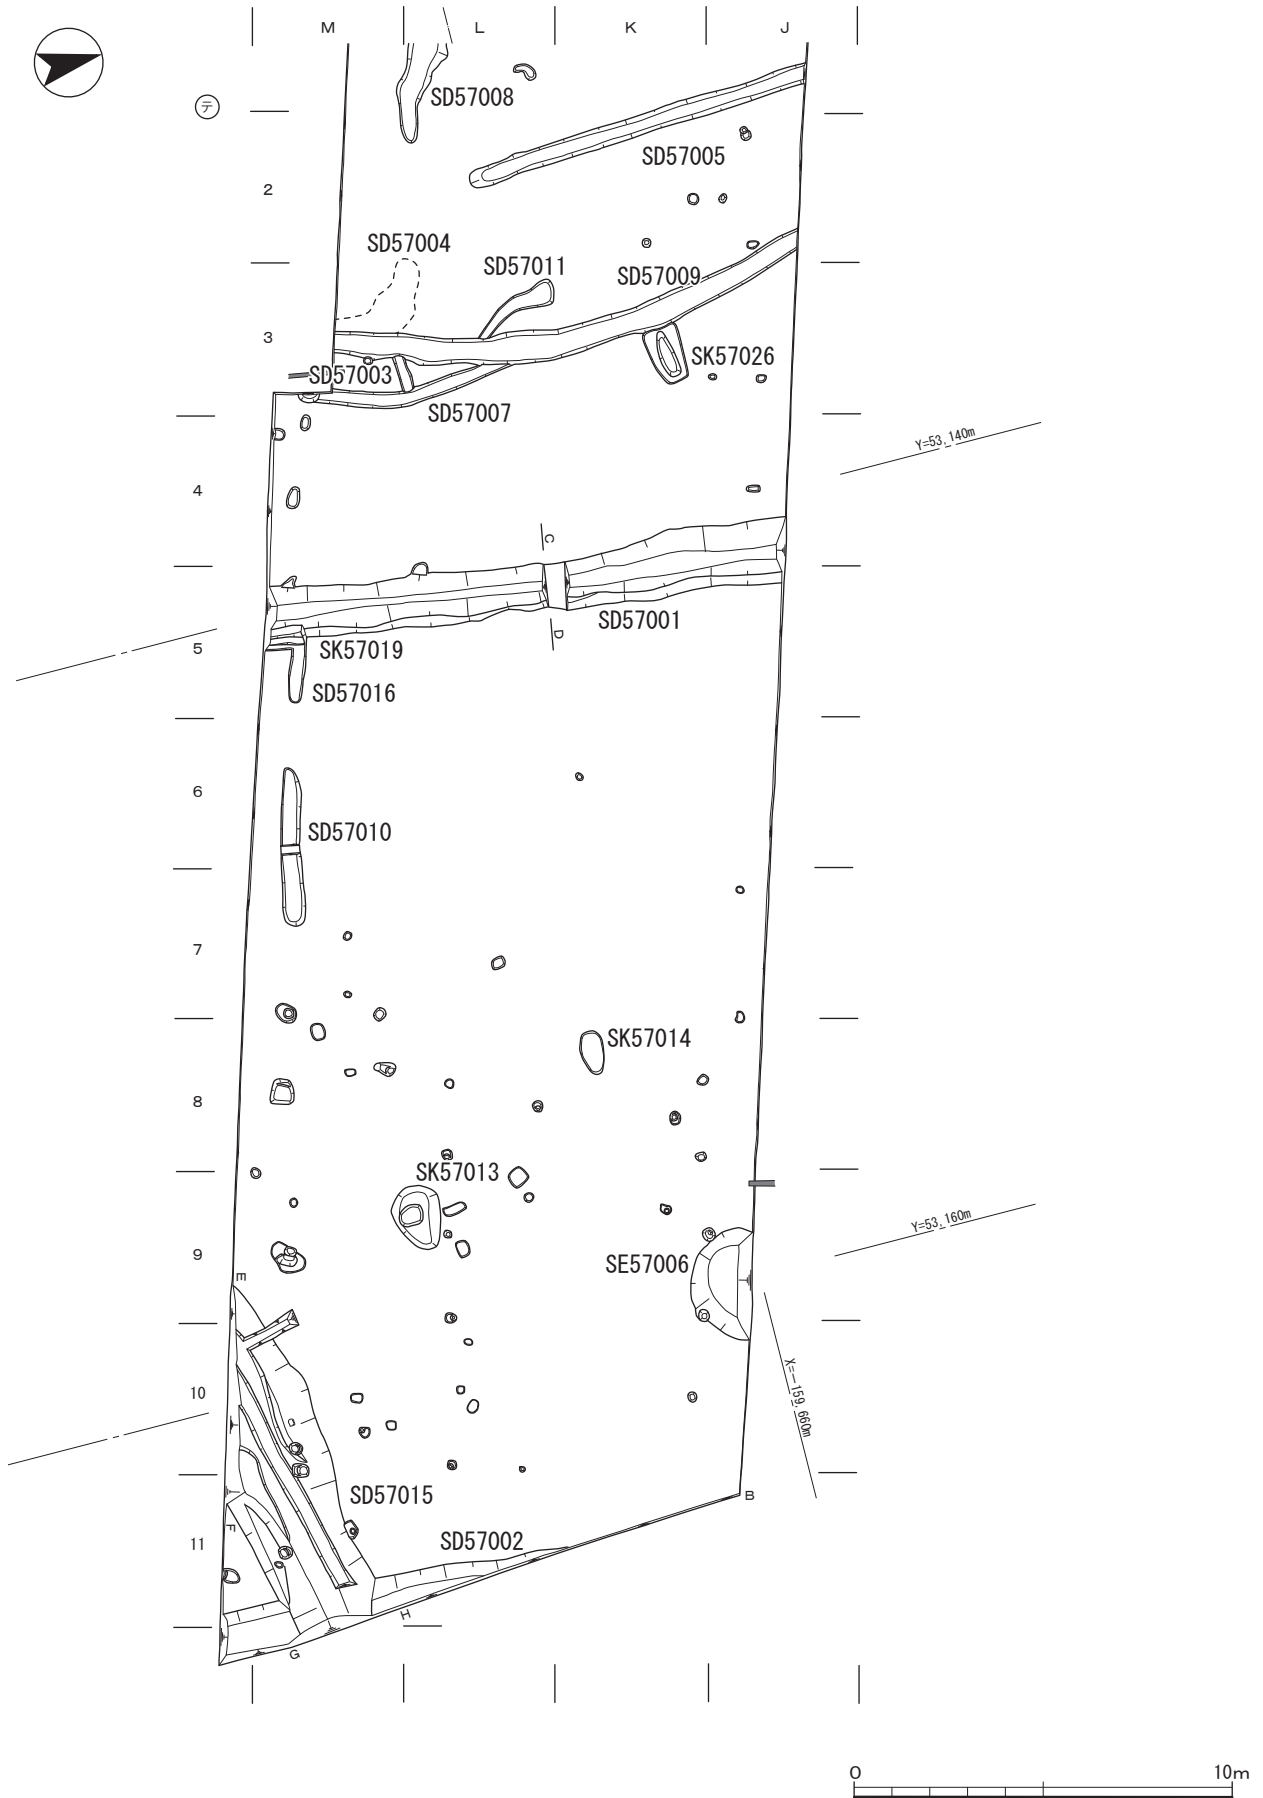 M L K J
SD57008
テ
SD57005
2
SD57004
SD57011
SD57009
3
SK57026
SD57003
SD57007
Y=53,140m
4
C
SD57001
D
5
SK57019
SD57016
6
SD57010
7
SK57014
8
SK57013
Y=53,160m
9
SE57006
E
X=-159,660m
10
SD57015
B
F
11
SD57002
H
G
0 10m